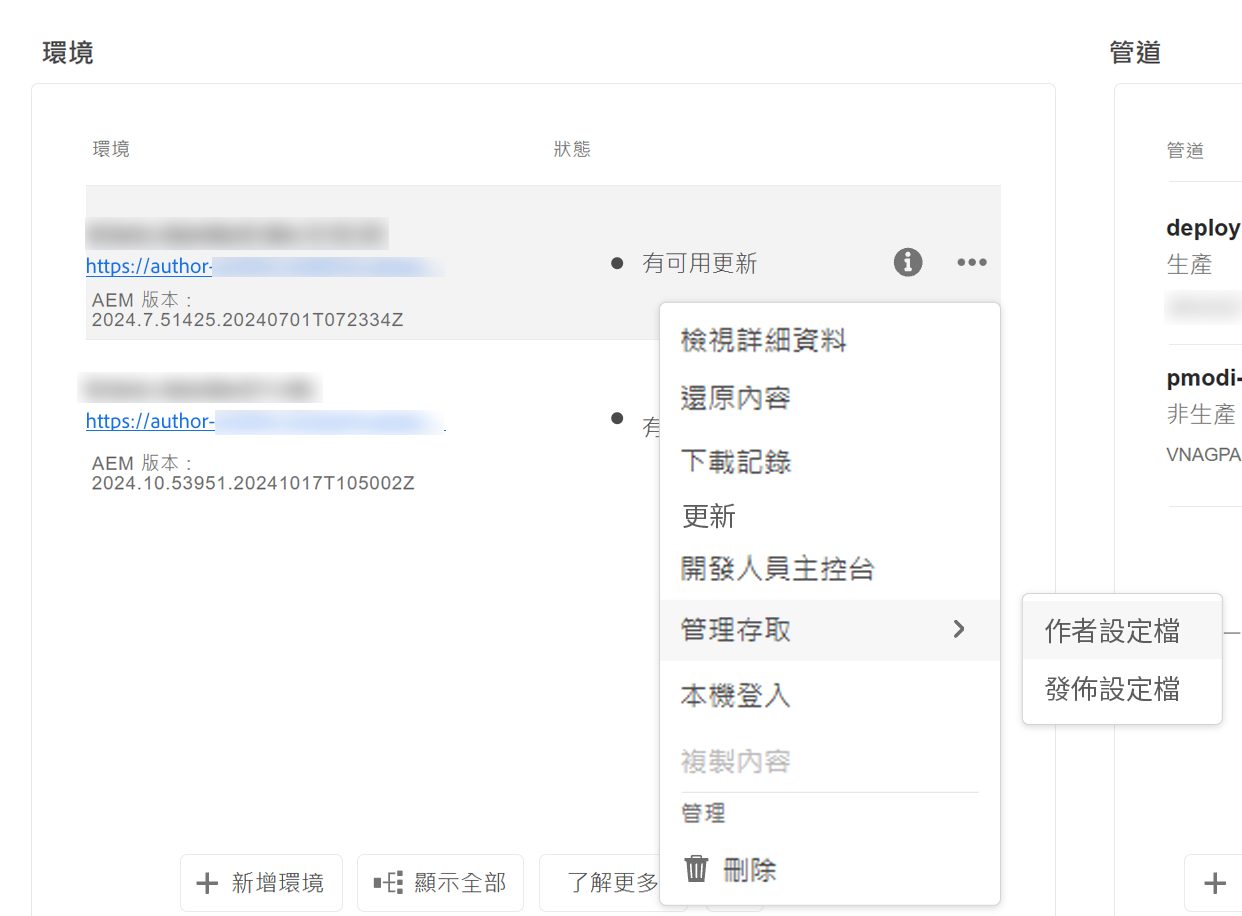 環境
環境
狀態
https://author-
有可用更新
AEM 版本：
2024.7.51425.20240701T072334Z
https://author-
有
AEM 版本：
2024.10.53951.20241017T105002Z
檢視詳細資料
還原內容
下載記錄
更新
開發人員主控台
管理存取
本機登入
複製內容
管理
刪除
作者設定檔
發佈設定檔
新增環境
顯示全部
了解更多
管道
管道
deploy
生產
pmodi-
非生產
VNAGPA